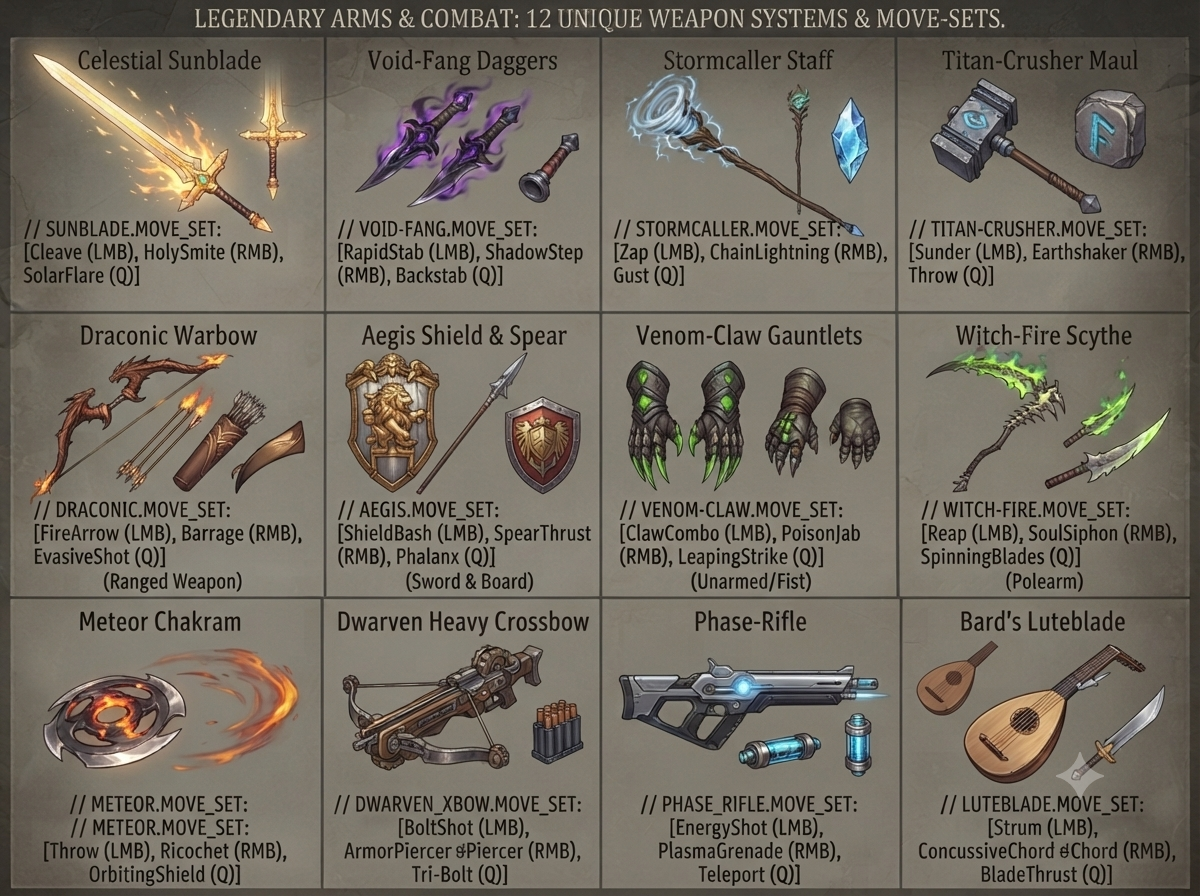 LEGENDARY ARMS & COMBAT: 12 UNIQUE WEAPON SYSTEMS & MOVE-SETS.
Celestial Sunblade
// SUNBLADE.MOVE_SET:
[Cleave (LMB), HolySmite (RMB),
SolarFlare (Q)]
Void-Fang Daggers
// VOID-FANG.MOVE_SET:
[RapidStab (LMB), ShadowStep
(RMB), Backstab (Q)]
Stormcaller Staff
// STORMCALLER.MOVE_SET:
[Zap (LMB), ChainLightning (RMB),
Gust (Q)]
Titan-Crusher Maul
// TITAN-CRUSHER.MOVE_SET:
[Sunder (LMB), Earthshaker (RMB),
Throw (Q)]
Draconic Warbow
// DRACONIC.MOVE_SET:
[FireArrow (LMB), Barrage (RMB),
EvasiveShot (Q)]
(Ranged Weapon)
Aegis Shield & Spear
// AEGIS.MOVE_SET:
[ShieldBash (LMB), SpearThrust
(RMB), Phalanx (Q)]
(Sword & Board)
Venom-Claw Gauntlets
// VENOM-CLAW.MOVE_SET:
[ClawCombo (LMB), PoisonJab
(RMB), LeapingStrike (Q)]
(Unarmed/Fist)
Witch-Fire Scythe
// WITCH-FIRE.MOVE_SET:
[Reap (LMB), SoulSiphon (RMB),
SpinningBlades (Q)]
(Polearm)
Meteor Chakram
// METEOR.MOVE_SET:
// METEOR.MOVE_SET:
[Throw (LMB), Ricochet (RMB),
OrbitingShield (Q)]
Dwarven Heavy Crossbow
// DWARVEN_XBOW.MOVE_SET:
[BoltShot (LMB),
ArmorPiercer Piercer (RMB),
Tri-Bolt (Q)]
Phase-Rifle
// PHASE_RIFLE.MOVE_SET:
[EnergyShot (LMB),
PlasmaGrenade (RMB),
Teleport (Q)]
Bard's Luteblade
// LUTEBLADE.MOVE_SET:
[Strum (LMB),
ConcussiveChord Chord (RMB),
BladeThrust (Q)]